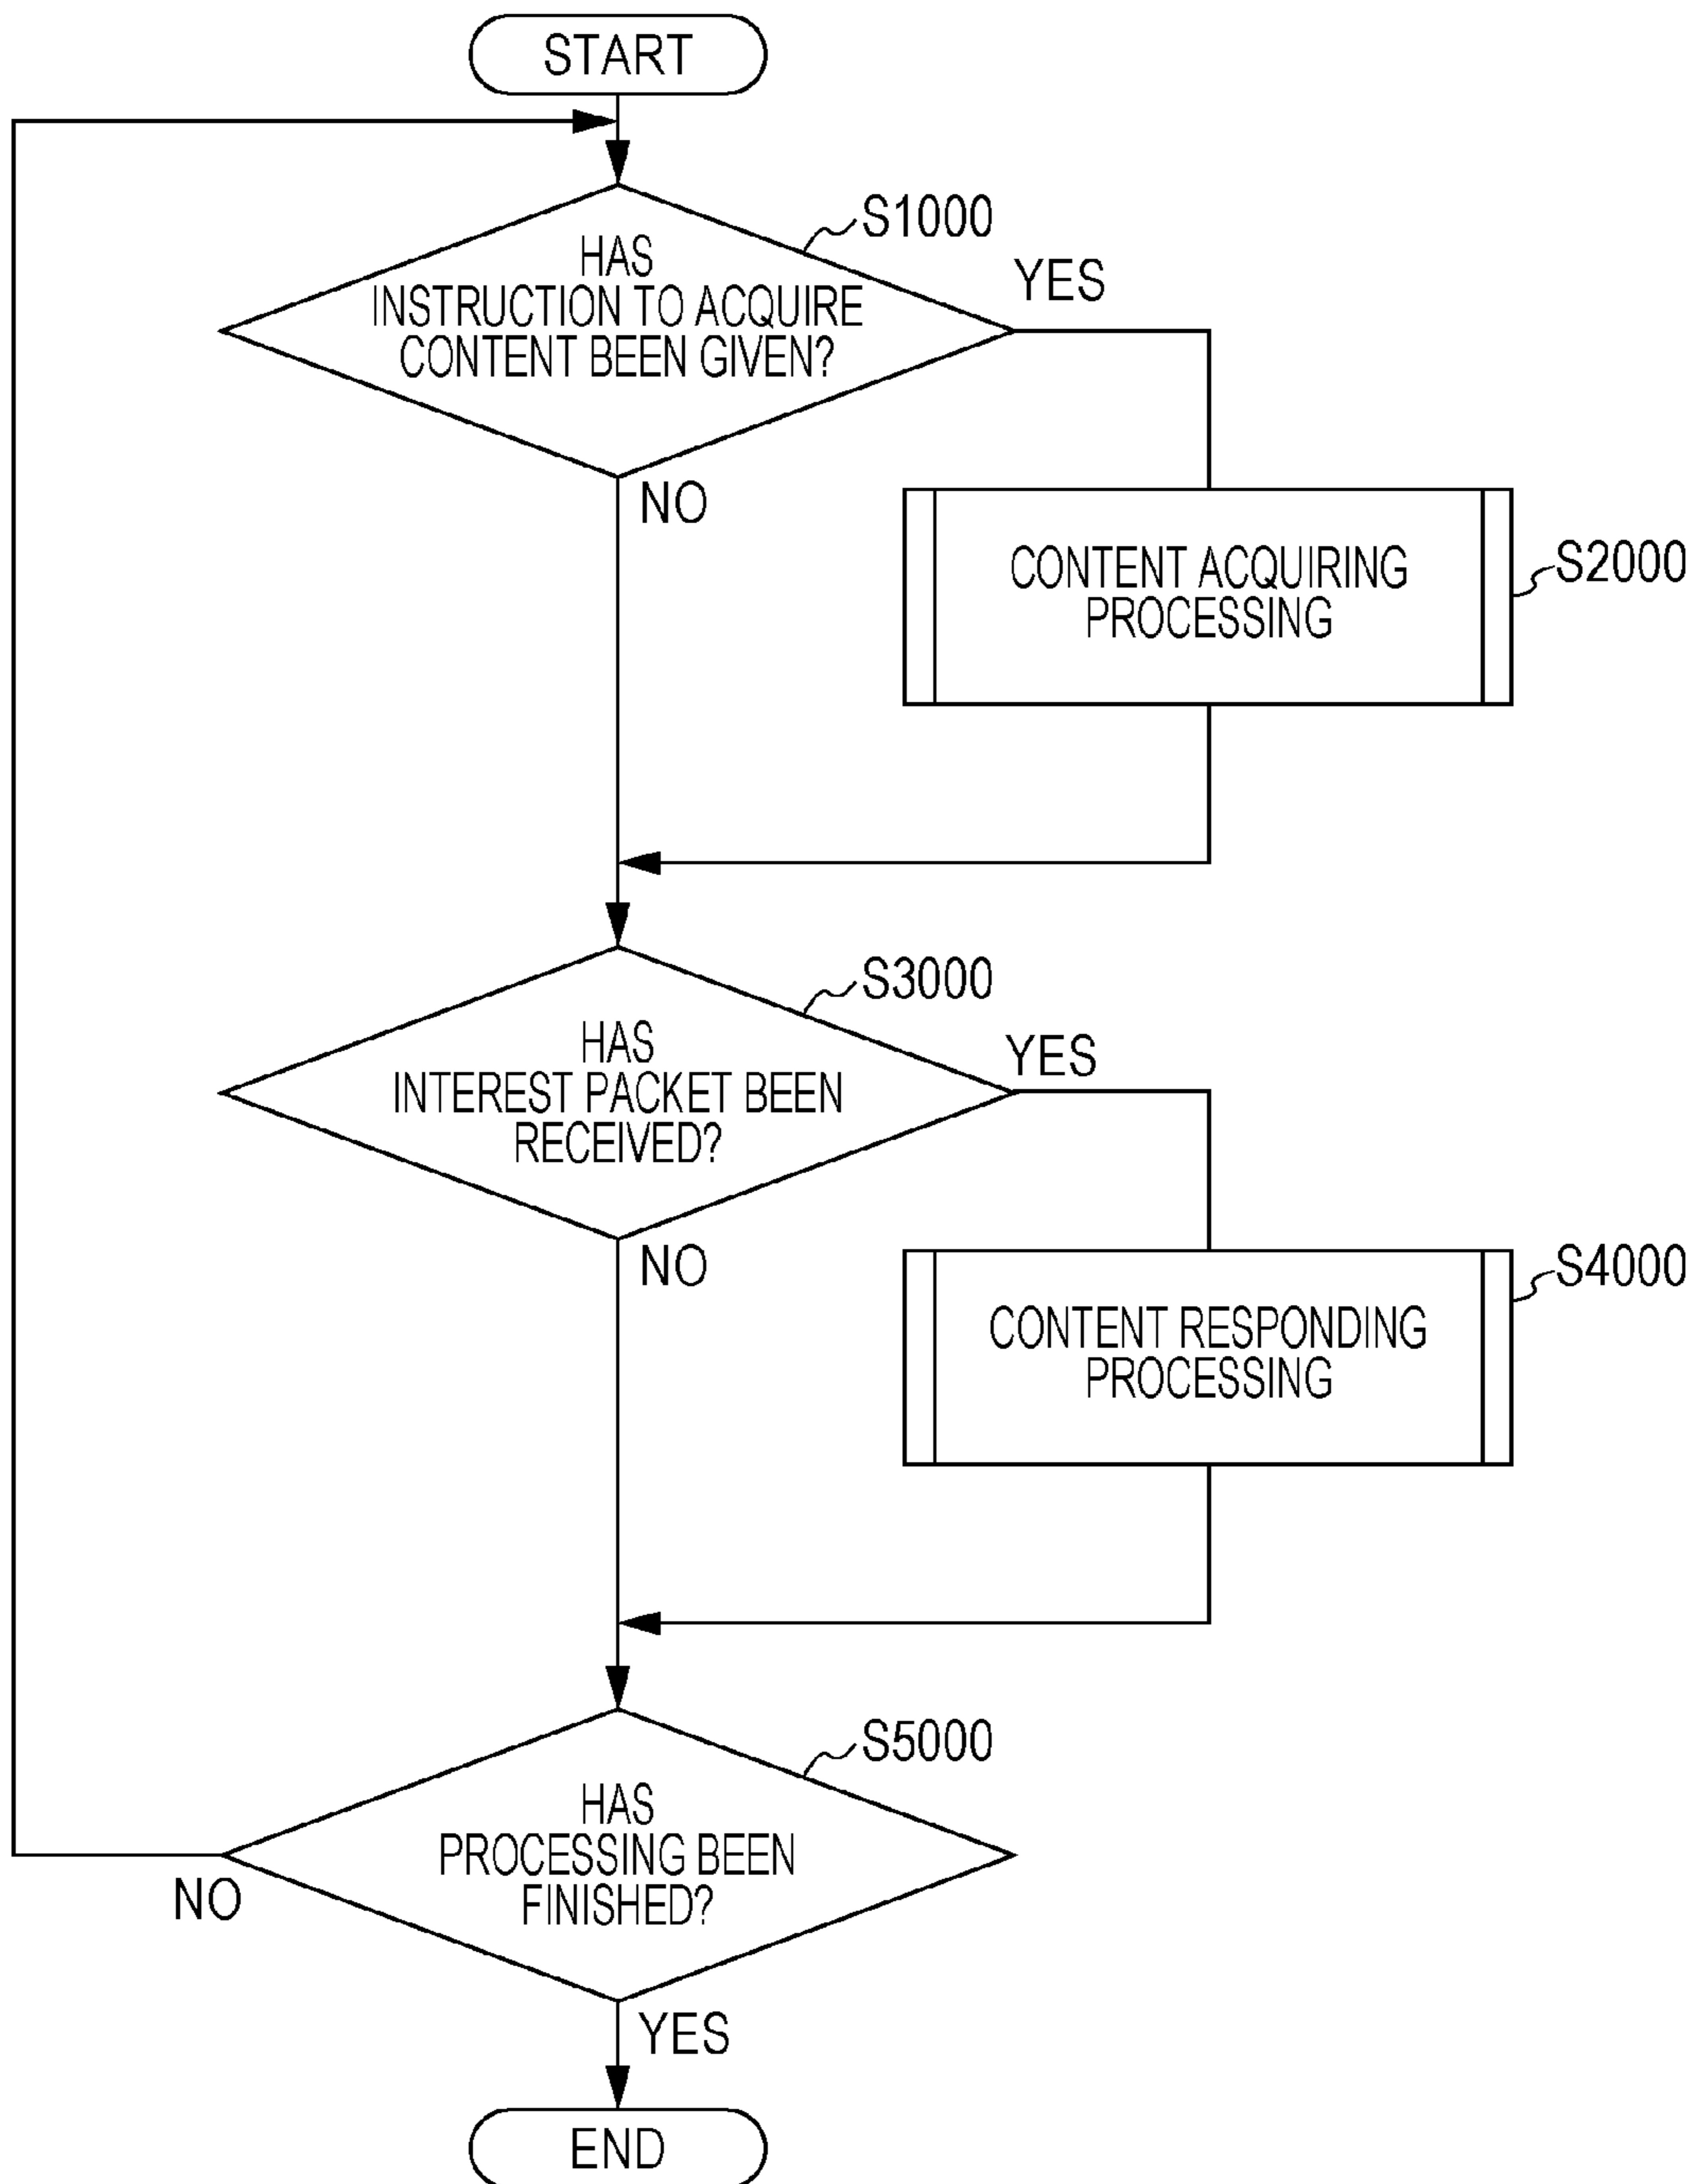 START
S1000
HAS
INSTRUCTION TO ACQUIRE
CONTENT BEEN GIVEN?
YES
NO
CONTENT ACQUIRING
PROCESSING
S2000
S3000
HAS
INTEREST PACKET BEEN
RECEIVED?
YES
NO
CONTENT RESPONDING
PROCESSING
S4000
S5000
HAS
PROCESSING BEEN
FINISHED?
NO
YES
END